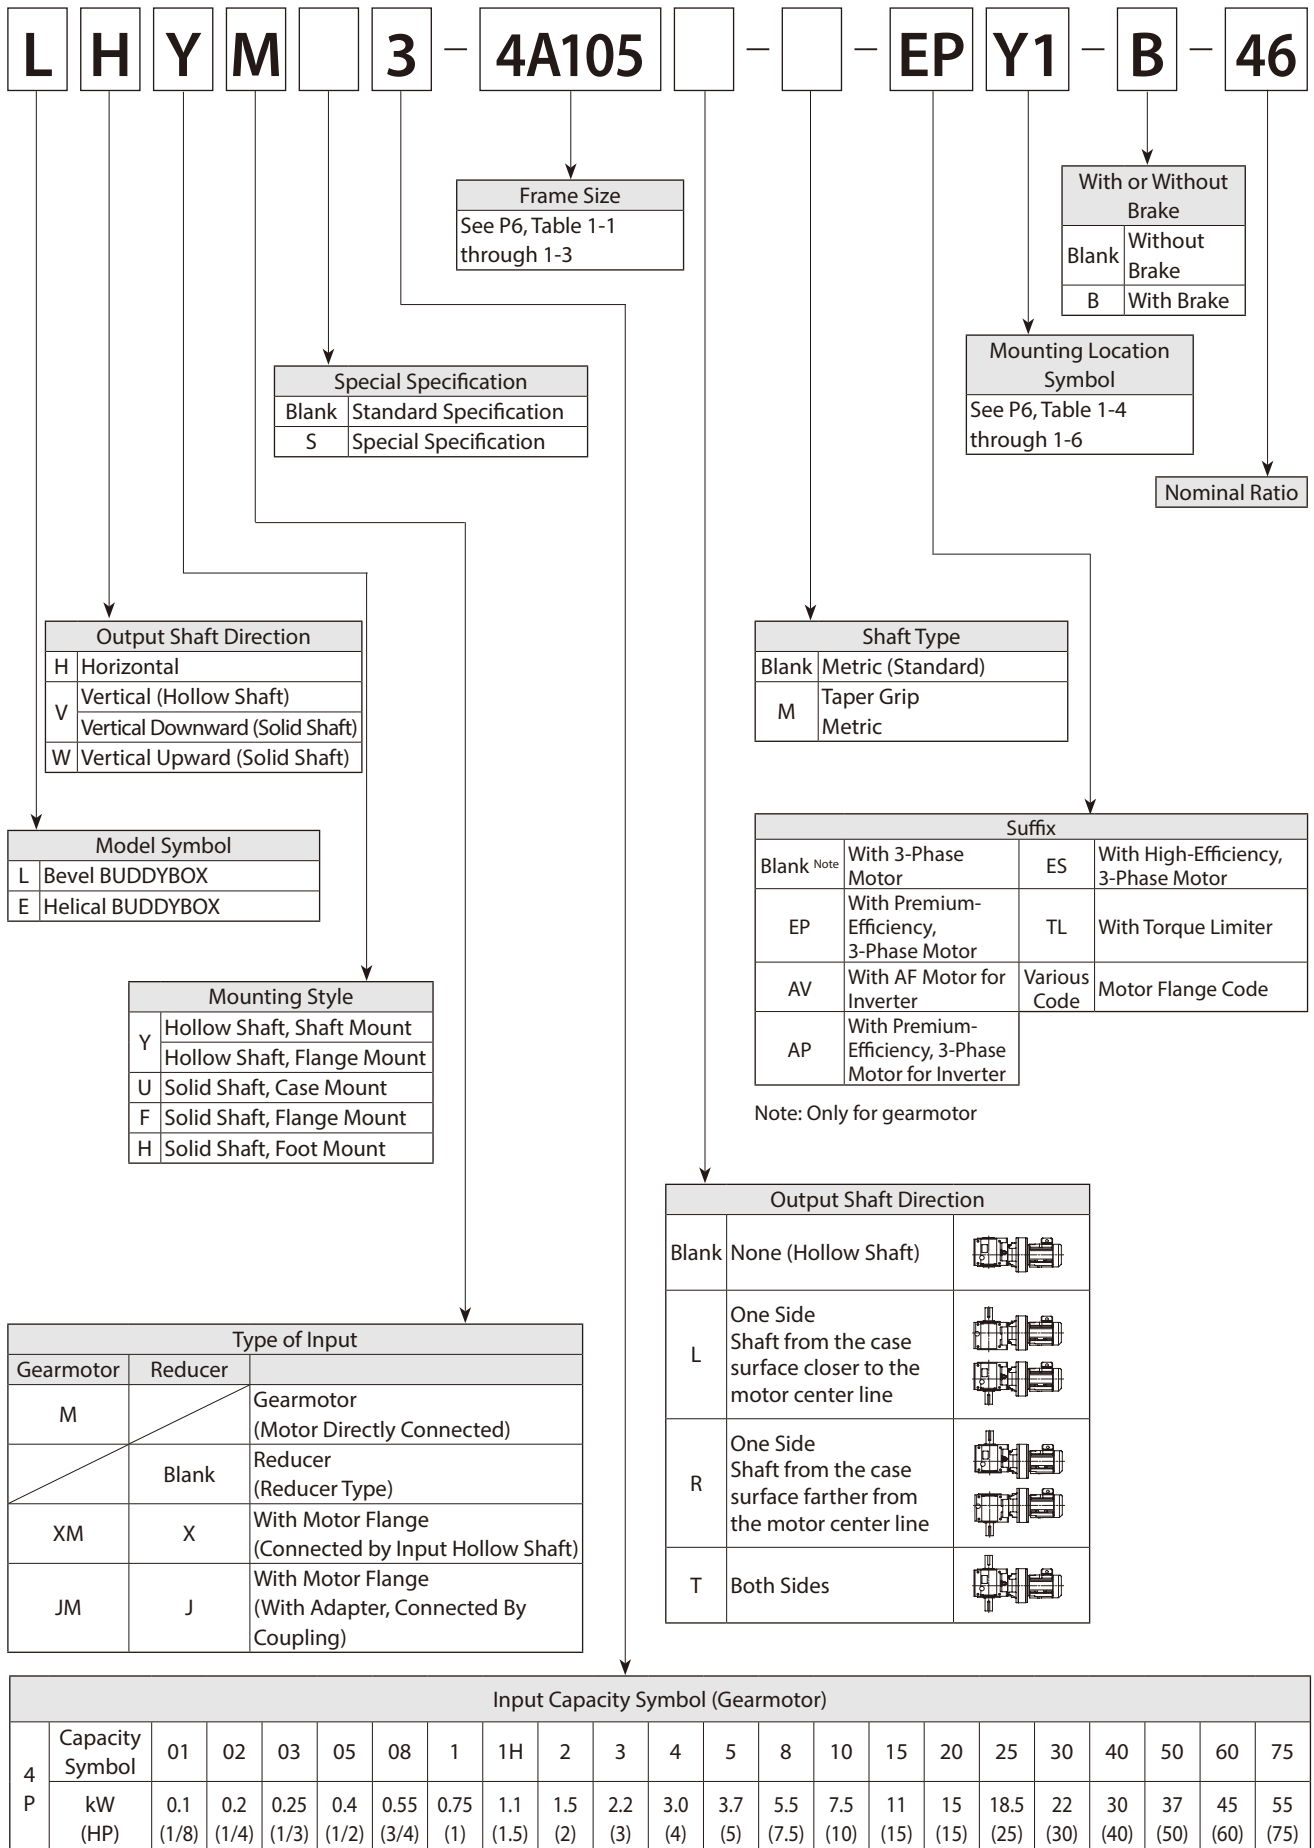 L H Y M 3 - 4A105 - - EP Y1 - B - 46
Frame Size
See P6, Table 1-1
through 1-3
With or Without
Brake
Blank Without
Brake
B With Brake
Mounting Location
Symbol
See P6, Table 1-4
through 1-6
Nominal Ratio
Special Specification
Blank Standard Specification
S Special Specification
Output Shaft Direction
H Horizontal
V Vertical (Hollow Shaft)
Vertical Downward (Solid Shaft)
W Vertical Upward (Solid Shaft)
Shaft Type
Blank Metric (Standard)
M Taper Grip
Metric
Model Symbol
L Bevel BUDDYBOX
E Helical BUDDYBOX
Suffix
Blank Note With 3-Phase
Motor
ES With High-Efficiency,
3-Phase Motor
EP With Premium-
Efficiency,
3-Phase Motor
TL With Torque Limiter
AV With AF Motor for
Inverter
Various
Code
Motor Flange Code
AP With Premium-
Efficiency, 3-Phase
Motor for Inverter
Note: Only for gearmotor
Mounting Style
Y Hollow Shaft, Shaft Mount
Hollow Shaft, Flange Mount
U Solid Shaft, Case Mount
F Solid Shaft, Flange Mount
H Solid Shaft, Foot Mount
Output Shaft Direction
Blank None (Hollow Shaft)
L One Side
Shaft from the case
surface closer to the
motor center line
R One Side
Shaft from the case
surface farther from
the motor center line
T Both Sides
Type of Input
Gearmotor Reducer
M Gearmotor
(Motor Directly Connected)
Blank Reducer
(Reducer Type)
XM X With Motor Flange
(Connected by Input Hollow Shaft)
JM J With Motor Flange
(With Adapter, Connected By
Coupling)
Input Capacity Symbol (Gearmotor)
4
P
Capacity
Symbol
01 02 03 05 08 1 1H 2 3 4 5 8 10 15 20 25 30 40 50 60 75
kW 0.1 0.2 0.25 0.4 0.55 0.75 1.1 1.5 2.2 3.0 3.7 5.5 7.5 11 15 18.5 22 30 37 45 55
(HP) (1/8) (1/4) (1/3) (1/2) (3/4) (1) (1.5) (2) (3) (4) (5) (7.5) (10) (15) (15) (25) (30) (40) (50) (60) (75)